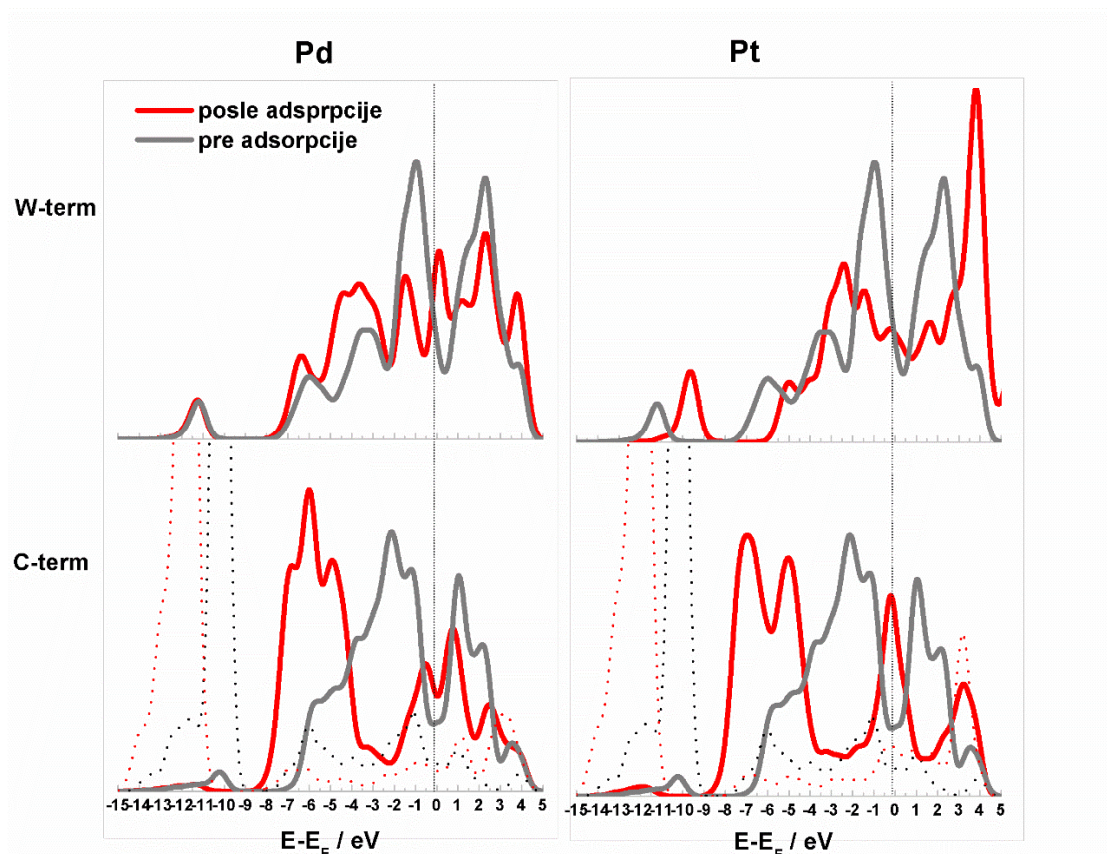 Pd
Pt
posle adsprpcije
pre adsorpcije
W-term
C-term
-15 -14 -13 -12 -11 -10 -9 -8 -7 -6 -5 -4 -3 -2 -1 0 1 2 3 4 5
-15 -14 -13 -12 -11 -10 -9 -8 -7 -6 -5 -4 -3 -2 -1 0 1 2 3 4 5
E-EF / eV
E-EF / eV